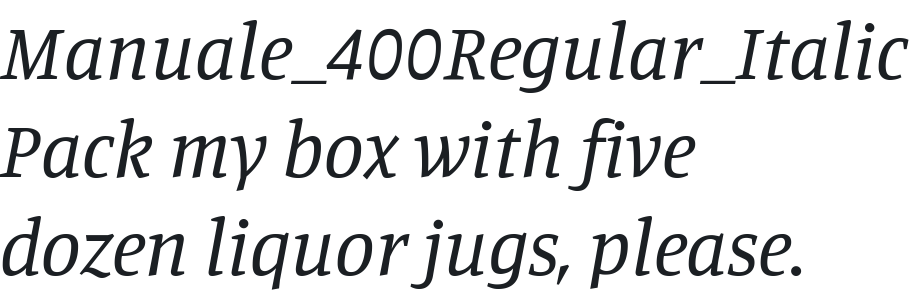 Manuale_400Regular_Italic
Pack my box with five
dozen liquor jugs, please.